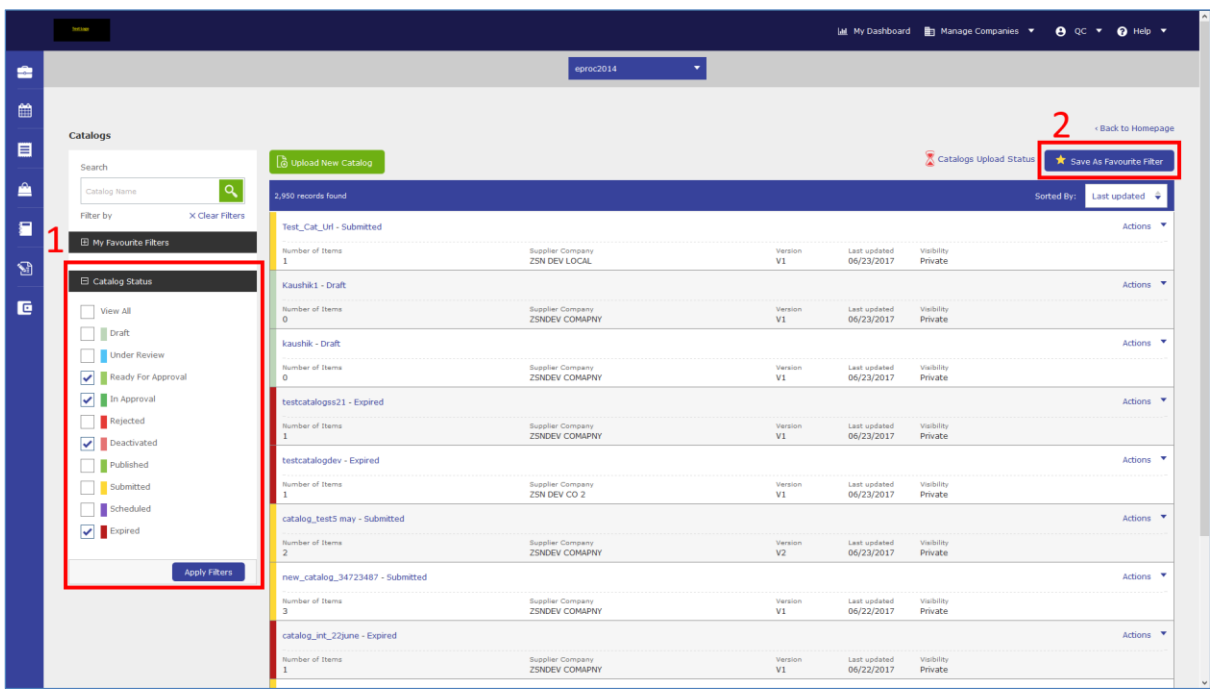 Testlogo
My Dashboard Manage Companies QC Help
eproc2014
2
‹Back to Homepage
Catalogs
Search
Catalog Name
Filter by X Clear Filters
1
My Favourite Filters
Catalog Status
View All
Draft
Under Review
Ready For Approval
In Approval
Rejected
Deactivated
Published
Submitted
Scheduled
Expired
Apply Filters
Upload New Catalog Catalogs Upload Status Save As Favourite Filter
2,950 records found Sorted By: Last updated
Test_Cat_Url - Submitted Actions
Number of Items Supplier Company Version Last updated Visibility
1 ZSN DEV LOCAL V1 06/23/2017 Private
Kaushik1 - Draft Actions
Number of Items Supplier Company Version Last updated Visibility
0 ZSNDEV COMAPNY V1 06/23/2017 Private
kaushik - Draft Actions
Number of Items Supplier Company Version Last updated Visibility
0 ZSNDEV COMAPNY V1 06/23/2017 Private
testcatalogss21 - Expired Actions
Number of Items Supplier Company Version Last updated Visibility
1 ZSNDEV COMAPNY V1 06/23/2017 Private
testcatalogdev - Expired Actions
Number of Items Supplier Company Version Last updated Visibility
1 ZSN DEV CO 2 V1 06/23/2017 Private
catalog_test5 may - Submitted Actions
Number of Items Supplier Company Version Last updated Visibility
2 ZSNDEV COMAPNY V2 06/23/2017 Private
new_catalog_34723487 - Submitted Actions
Number of Items Supplier Company Version Last updated Visibility
3 ZSNDEV COMAPNY V1 06/22/2017 Private
catalog_int_22june - Expired Actions
Number of Items Supplier Company Version Last updated Visibility
1 ZSNDEV COMAPNY V1 06/22/2017 Private